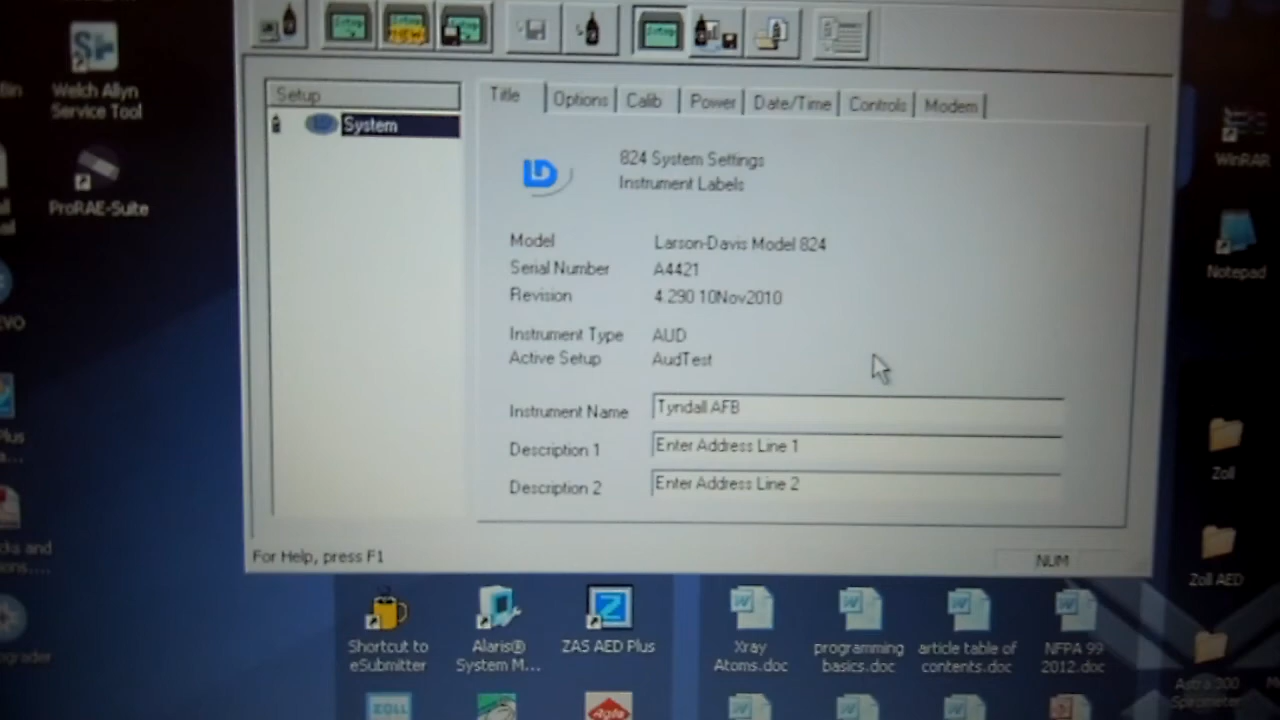 Bin
Welch Allyn
Service Tool
ProRAE-Suite
Setup
System
Title
Options
Calib
Power
Date/Time
Controls
Modem
LD
824 System Settings
Instrument Labels
Model Larson-Davis Model 824
Serial Number A4421
Revision 4.290 10Nov2010
Instrument Type AUD
Active Setup AudTest
Instrument Name Tyndall AFB
Description 1 Enter Address Line 1
Description 2 Enter Address Line 2
For Help, press F1
NUM
WinRAR
Notepad
Zoll
Zoll AED
Shortcut to
eSubmitter
Alaris®
System M...
ZAS AED Plus
Xray
Atoms.doc
programming
basics.doc
article table of
contents.doc
NFPA 99
2012.doc
Spirometer
ZOLL